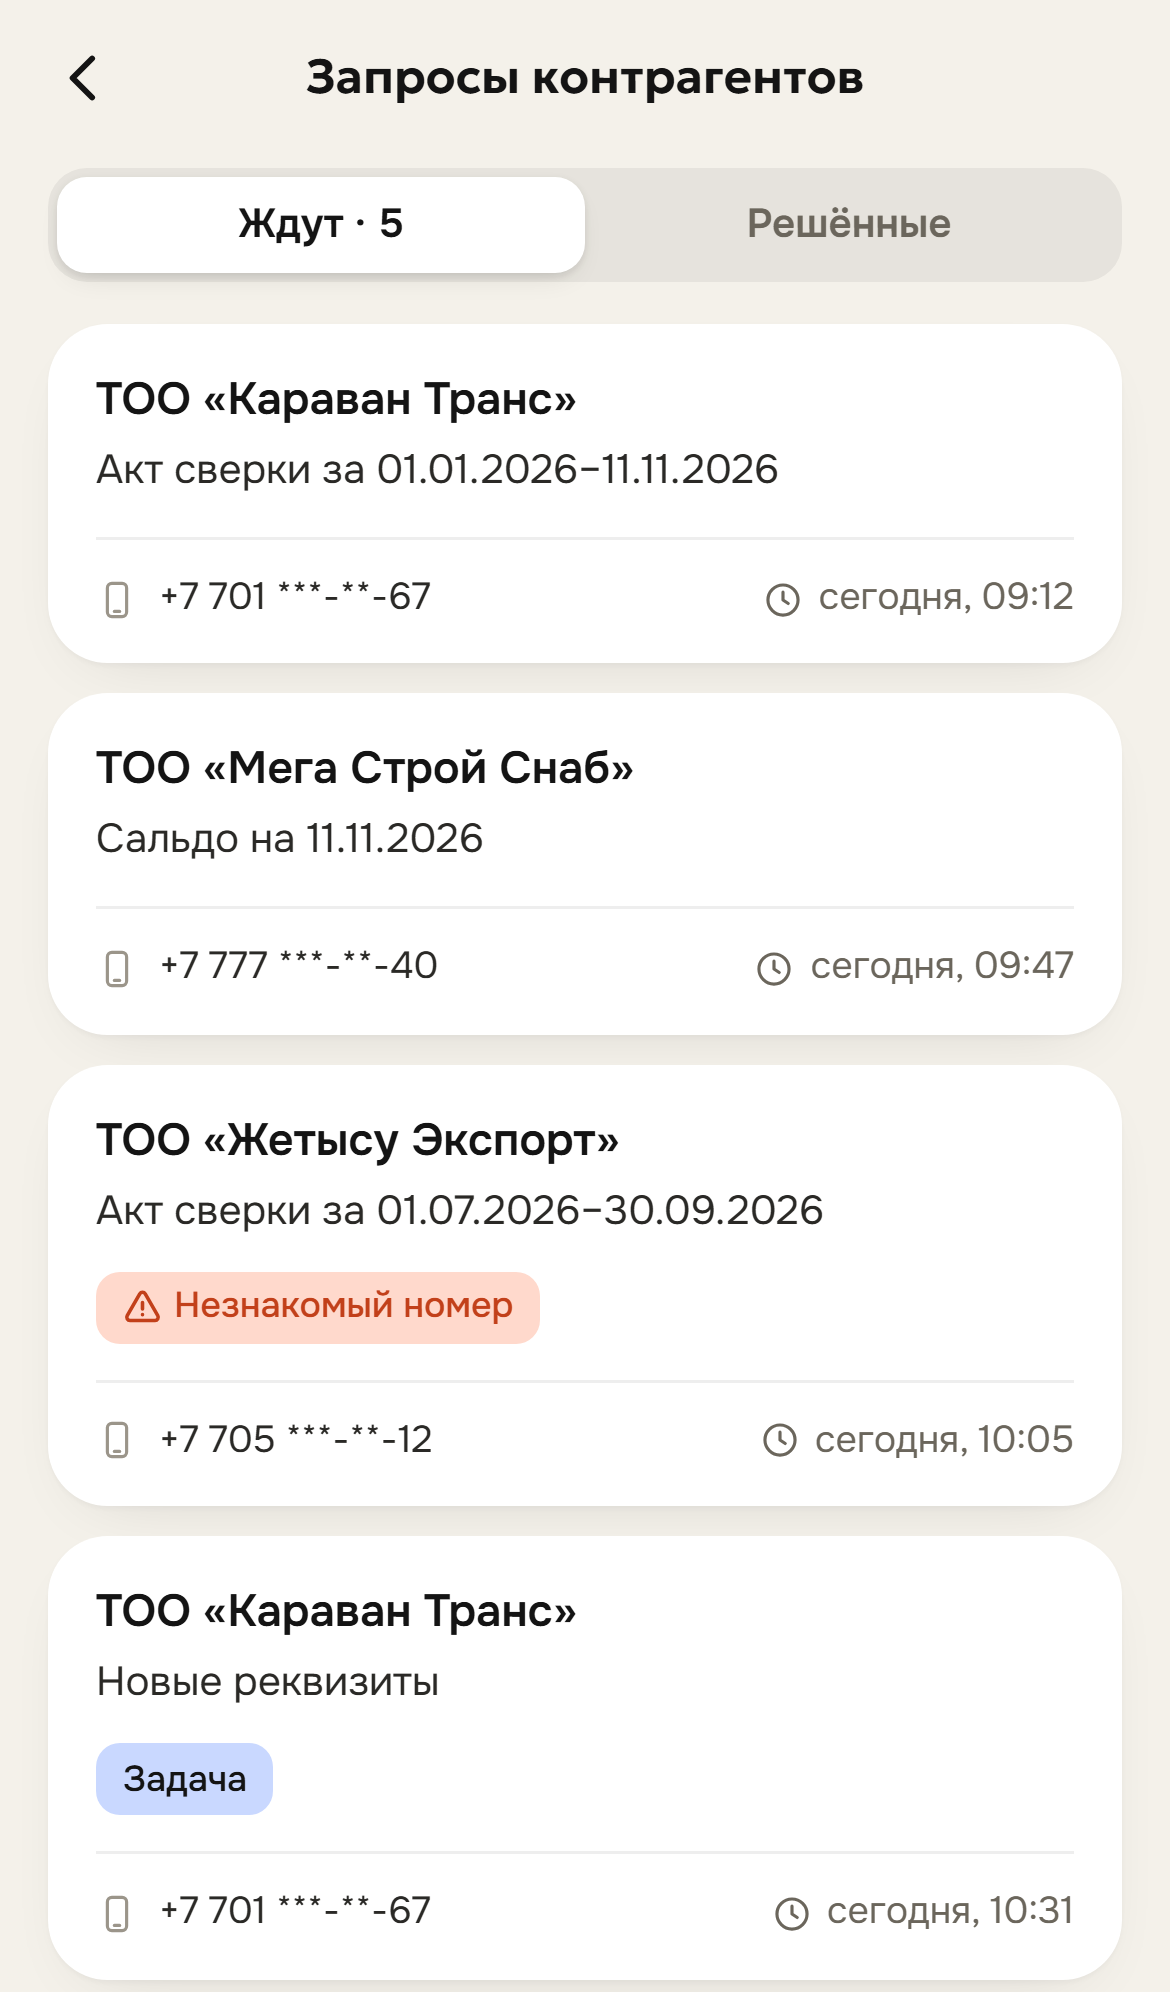 Запросы контрагентов
Ждут · 5
Решённые
ТОО «Караван Транс»
Акт сверки за 01.01.2026–11.11.2026
+7 701 ***-**-67
сегодня, 09:12
ТОО «Мега Строй Снаб»
Сальдо на 11.11.2026
+7 777 ***-**-40
сегодня, 09:47
ТОО «Жетысу Экспорт»
Акт сверки за 01.07.2026–30.09.2026
Незнакомый номер
+7 705 ***-**-12
сегодня, 10:05
ТОО «Караван Транс»
Новые реквизиты
Задача
+7 701 ***-**-67
сегодня, 10:31